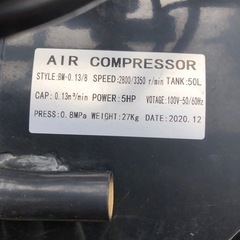 AIR COMPRESSOR
STYLE:BM-0.13/8 SPEED:2800/3350 r/min TANK:50L
CAP: 0.13m³/min POWER:5HP VOTAGE:100V-50/60Hz
PRESS:0.8MPa WEIGHT:27Kg DATE:2020.12